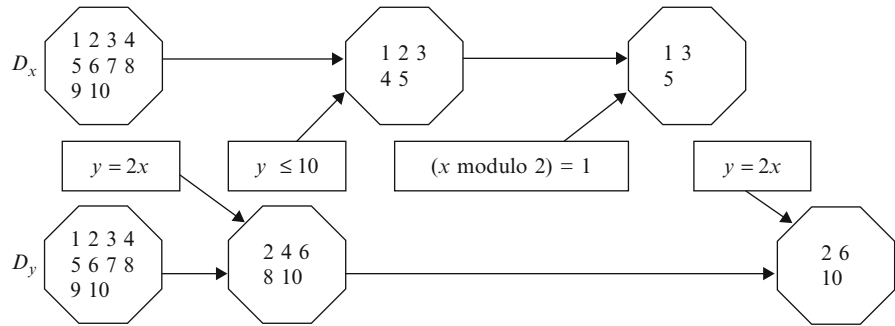 D_x
1 2 3 4
5 6 7 8
9 10
1 2 3
4 5
1 3
5
y = 2x
y ≤ 10
(x modulo 2) = 1
y = 2x
D_y
1 2 3 4
5 6 7 8
9 10
2 4 6
8 10
2 6
10